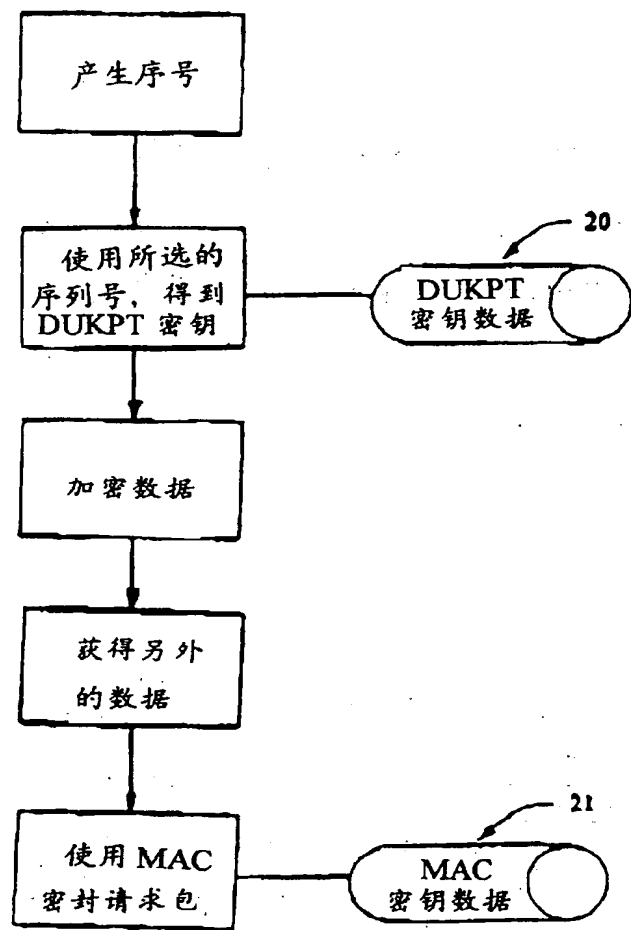 产生序号
使用所选的
序列号，得到
DUKPT 密钥
20
DUKPT
密钥数据
加密数据
获得另外
的数据
使用 MAC
密封请求包
21
MAC
密钥数据